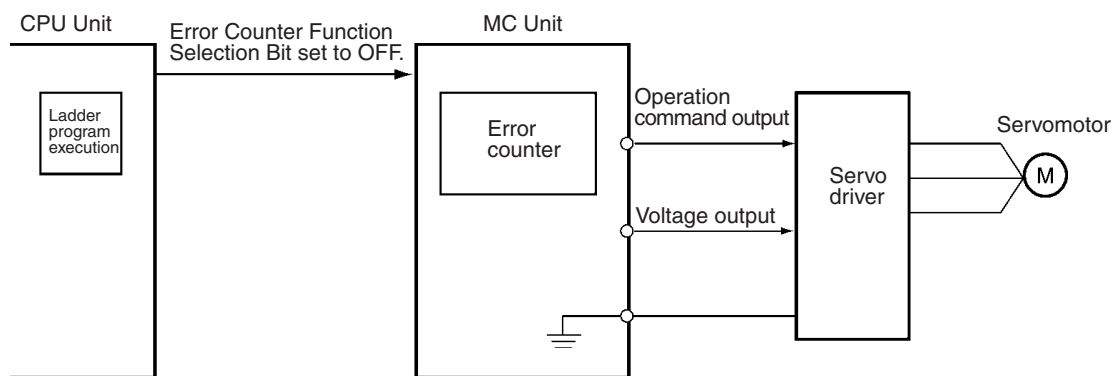 CPU Unit
Error Counter Function
Selection Bit set to OFF.
MC Unit
Ladder
program
execution
Error
counter
Operation
command output
Voltage output
Servo
driver
Servomotor
M